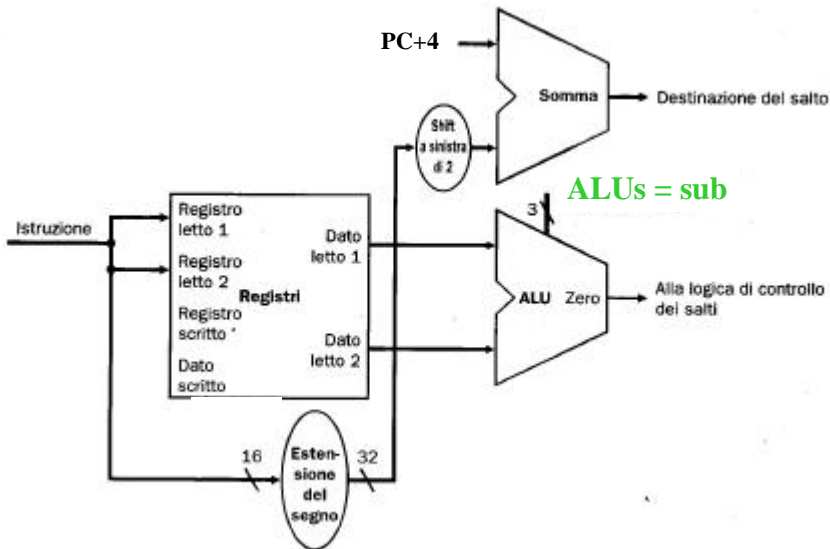 PC+4
Somma
Destinazione del salto
Shift
a sinistra
di 2
ALUs = sub
3
Istruzione
Registro
letto 1
Registro
letto 2
Registri
Registro
scritto
Dato
scritto
Dato
letto 1
Dato
letto 2
ALU Zero
Alla logica di controllo
dei salti
16
Esten-
sione
del
segno
32